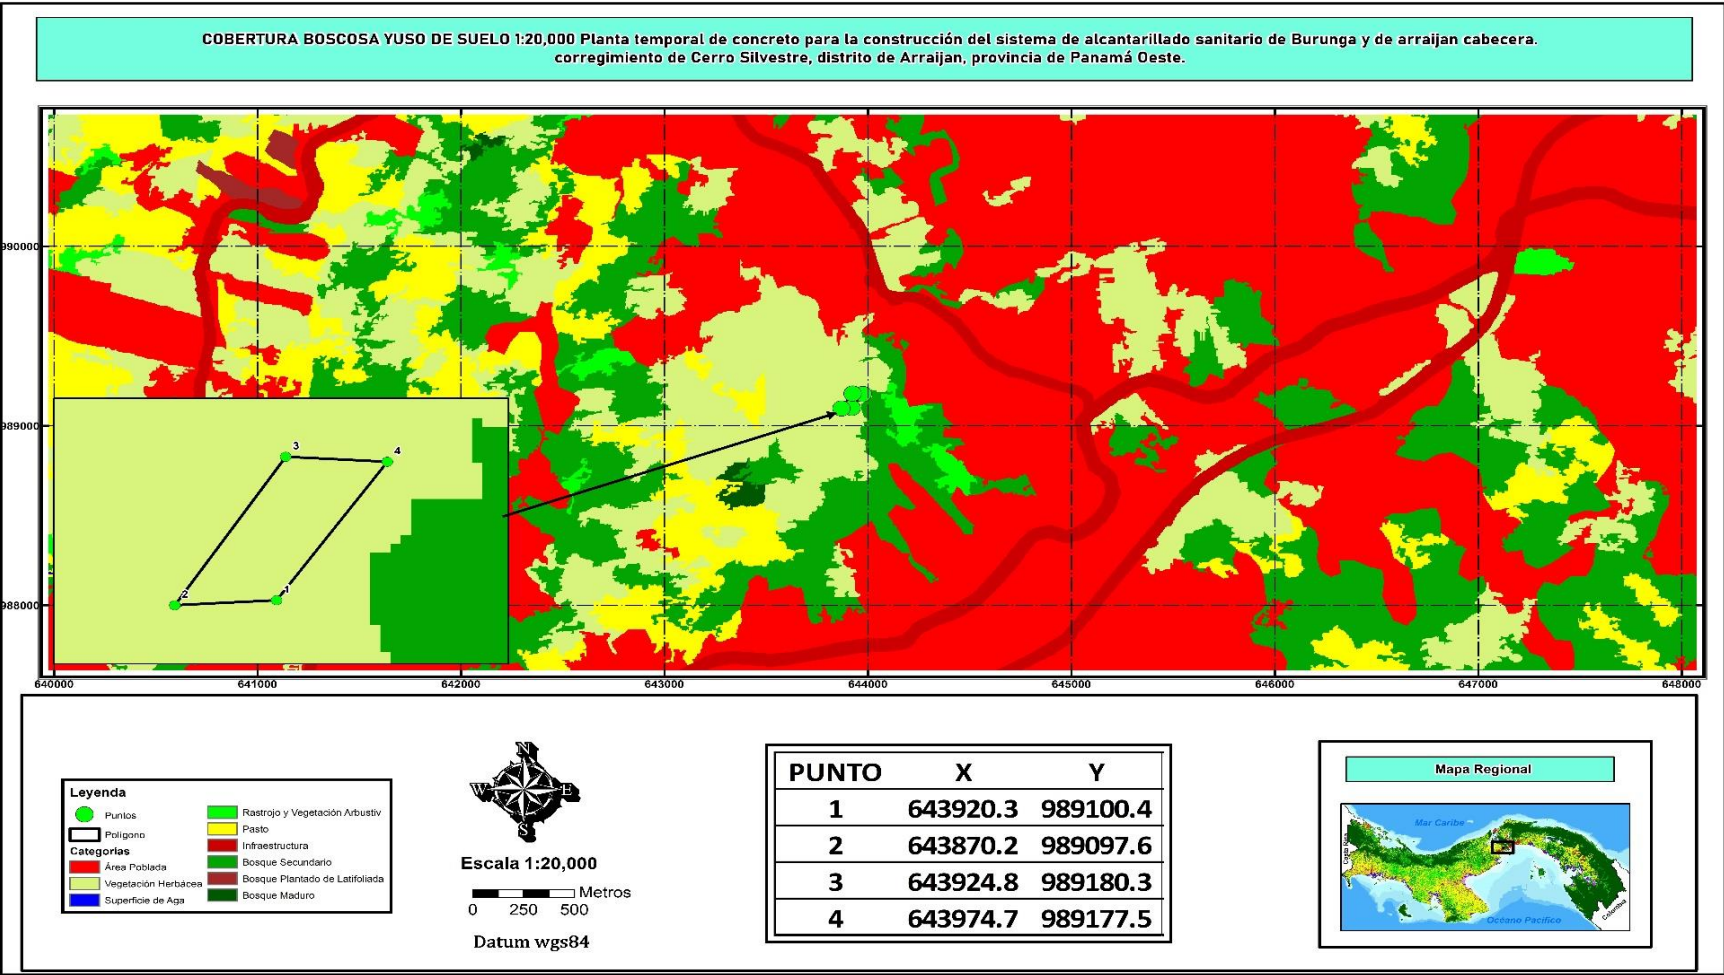 COBERTURA BOSCOSA YUSO DE SUELO 1:20,000 Planta temporal de concreto para la construcción del sistema de alcantarillado sanitario de Burunga y de arraijan cabecera.
corregimiento de Cerro Silvestre, distrito de Arraijan, provincia de Panamá Oeste.
990000
989000
988000
3
4
2
1
640000 641000 642000 643000 644000 645000 646000 647000 648000
Leyenda
Puntos
Polígono
Categorías
Área Poblada
Vegetación Herbácea
Superficie de Aga
Rastrojo y Vegetación Arbustiv
Pasto
Infraestructura
Bosque Secundario
Bosque Plantado de Latifoliada
Bosque Maduro
N
W E
S
Escala 1:20,000
Metros
0 250 500
Datum wgs84
PUNTO X Y
1 643920.3 989100.4
2 643870.2 989097.6
3 643924.8 989180.3
4 643974.7 989177.5
Mapa Regional
Mar Caribe
Costa Rica
Colombia
Océano Pacífico